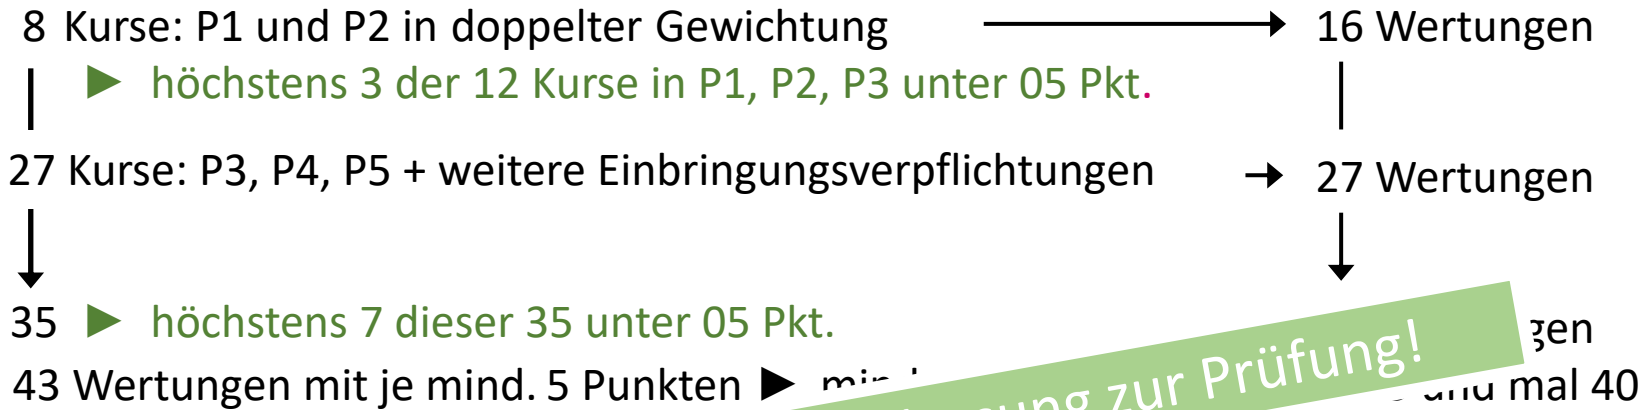 8 Kurse: P1 und P2 in doppelter Gewichtung → 16 Wertungen
► höchstens 3 der 12 Kurse in P1, P2, P3 unter 05 Pkt.
27 Kurse: P3, P4, P5 + weitere Einbringungsverpflichtungen → 27 Wertungen
35 ► höchstens 7 dieser 35 unter 05 Pkt.
zur Prüfung!
43 Wertungen mit je mind. 5 Punkten ► mal 40